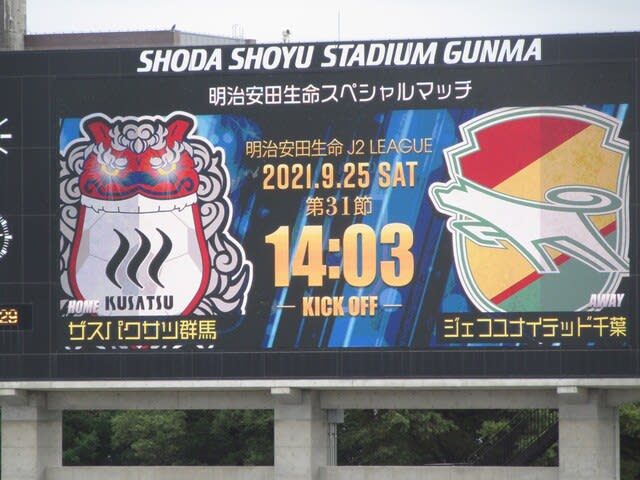 SHODA SHOYU STADIUM GUNMA
明治安田生命スペシャルマッチ
明治安田生命 J2 LEAGUE
2021.9.25 SAT
第31節
14:03
KICK OFF
KUSATSU
HOME
AWAY
ザスパクサツ群馬
ジェフユナイテッド千葉
29